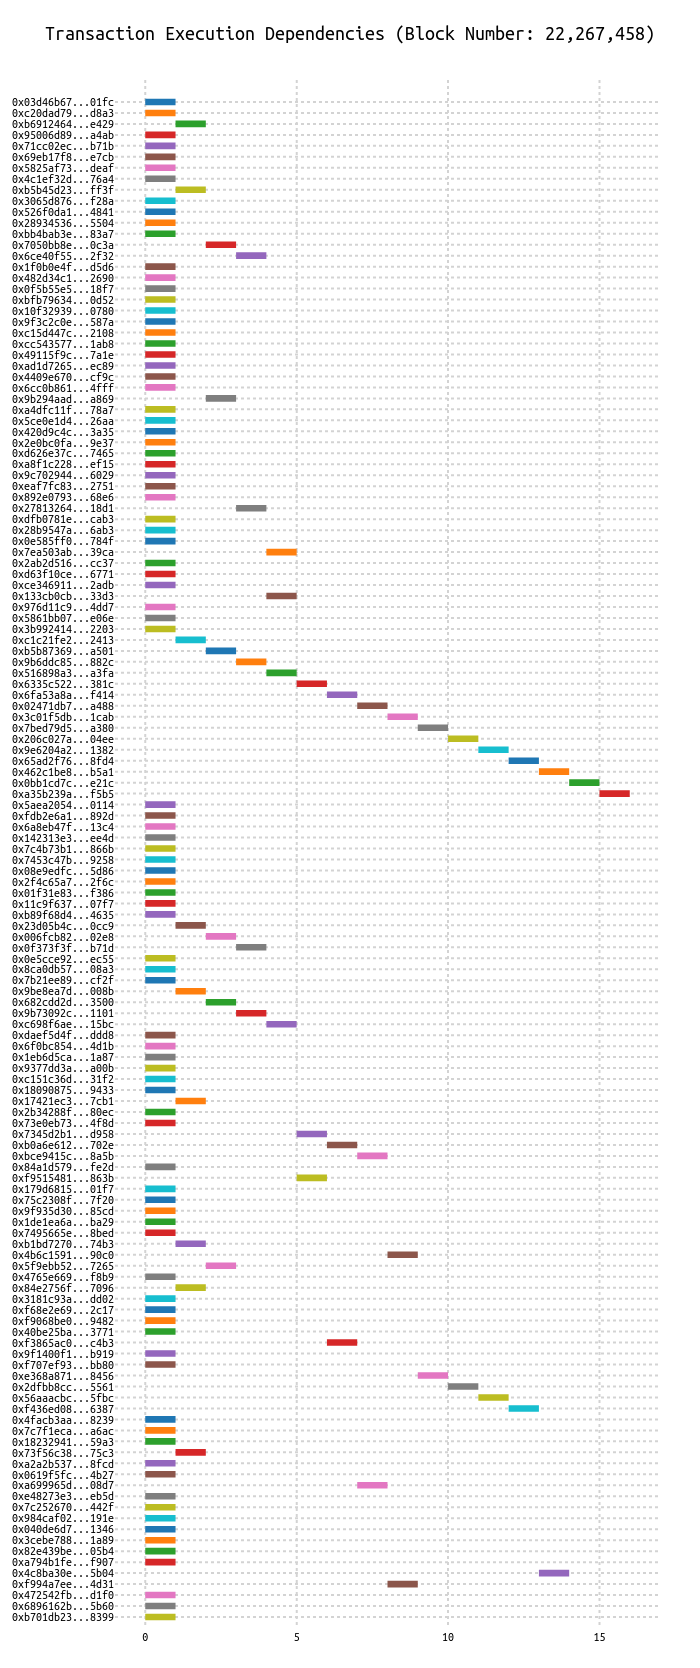 Transaction Execution Dependencies (Block Number: 22,267,458)
0x03d46b67...01fc
0xc20dad79...d8a3
0xb6912464...e429
0x95006d89...a4ab
0x71cc02ec...b71b
0x69eb17f8...e7cb
0x5825af73...deaf
0x4c1ef32d...76a4
0xb5b45d23...ff3f
0x3065d876...f28a
0x526f0da1...4841
0x28934536...5504
0xbb4bab3e...83a7
0x7050bb8e...0c3a
0x6ce40f55...2f32
0x1f0b0e4f...d5d6
0x482d34c1...2690
0x0f5b55e5...18f7
0xbfb79634...0d52
0x10f32939...0780
0x9f3c2c0e...587a
0xc15d447c...2108
0xcc543577...1ab8
0x49115f9c...7a1e
0xad1d7265...ec89
0x4409e670...cf9c
0x6cc0b861...4fff
0x9b294aad...a869
0xa4dfc11f...78a7
0x5ce0e1d4...26aa
0x420d9c4c...3a35
0x2e0bc0fa...9e37
0xd626e37c...7465
0xa8f1c228...ef15
0x9c702944...6029
0xeaf7fc83...2751
0x892e0793...68e6
0x27813264...18d1
0xdfb0781e...cab3
0x28b9547a...6ab3
0x0e585ff0...784f
0x7ea503ab...39ca
0x2ab2d516...cc37
0xd63f10ce...6771
0xce346911...2adb
0x133cb0cb...33d3
0x976d11c9...4dd7
0x5861bb07...e06e
0x3b992414...2203
0xc1c21fe2...2413
0xb5b87369...a501
0x9b6ddc85...882c
0x516898a3...a3fa
0x6335c522...381c
0x6fa53a8a...f414
0x02471db7...a488
0x3c01f5db...1cab
0x7bed79d5...a380
0x206c027a...04ee
0x9e6204a2...1382
0x65ad2f76...8fd4
0x462c1be8...b5a1
0x0bb1cd7c...e21c
0xa35b239a...f5b5
0x5aea2054...0114
0xfdb2e6a1...892d
0x6a8eb47f...13c4
0x142313e3...ee4d
0x7c4b73b1...866b
0x7453c47b...9258
0x08e9edfc...5d86
0x2f4c65a7...2f6c
0x01f31e83...f386
0x11c9f637...07f7
0xb89f68d4...4635
0x23d05b4c...0cc9
0x006fcb82...02e8
0x0f373f3f...b71d
0x0e5cce92...ec55
0x8ca0db57...08a3
0x7b21ee89...cf2f
0x9be8ea7d...008b
0x682cdd2d...3500
0x9b73092c...1101
0xc698f6ae...15bc
0xdaef5d4f...ddd8
0x6f0bc854...4d1b
0x1eb6d5ca...1a87
0x9377dd3a...a00b
0xc151c36d...31f2
0x18090875...9433
0x17421ec3...7cb1
0x2b34288f...80ec
0x73e0eb73...4f8d
0x7345d2b1...d958
0xb0a6e612...702e
0xbce9415c...8a5b
0x84a1d579...fe2d
0xf9515481...863b
0x179d6815...01f7
0x75c2308f...7f20
0x9f935d30...85cd
0x1de1ea6a...ba29
0x7495665e...8bed
0xb1bd7270...74b3
0x4b6c1591...90c0
0x5f9ebb52...7265
0x4765e669...f8b9
0x84e2756f...7096
0x3181c93a...dd02
0xf68e2e69...2c17
0xf9068be0...9482
0x40be25ba...3771
0xf3865ac0...c4b3
0x9f1400f1...b919
0xf707ef93...bb80
0xe368a871...8456
0x2dfbb8cc...5561
0x56aaacbc...5fbc
0xf436ed08...6387
0x4facb3aa...8239
0x7c7f1eca...a6ac
0x18232941...59a3
0x73f56c38...75c3
0xa2a2b537...8fcd
0x0619f5fc...4b27
0xa699965d...08d7
0xe48273e3...eb5d
0x7c252670...442f
0x984caf02...191e
0x040de6d7...1346
0x3cebe788...1a89
0x82e439be...05b4
0xa794b1fe...f907
0x4c8ba30e...5b04
0xf994a7ee...4d31
0x472542fb...d1f0
0x6896162b...5b60
0xb701db23...8399
0 5 10 15